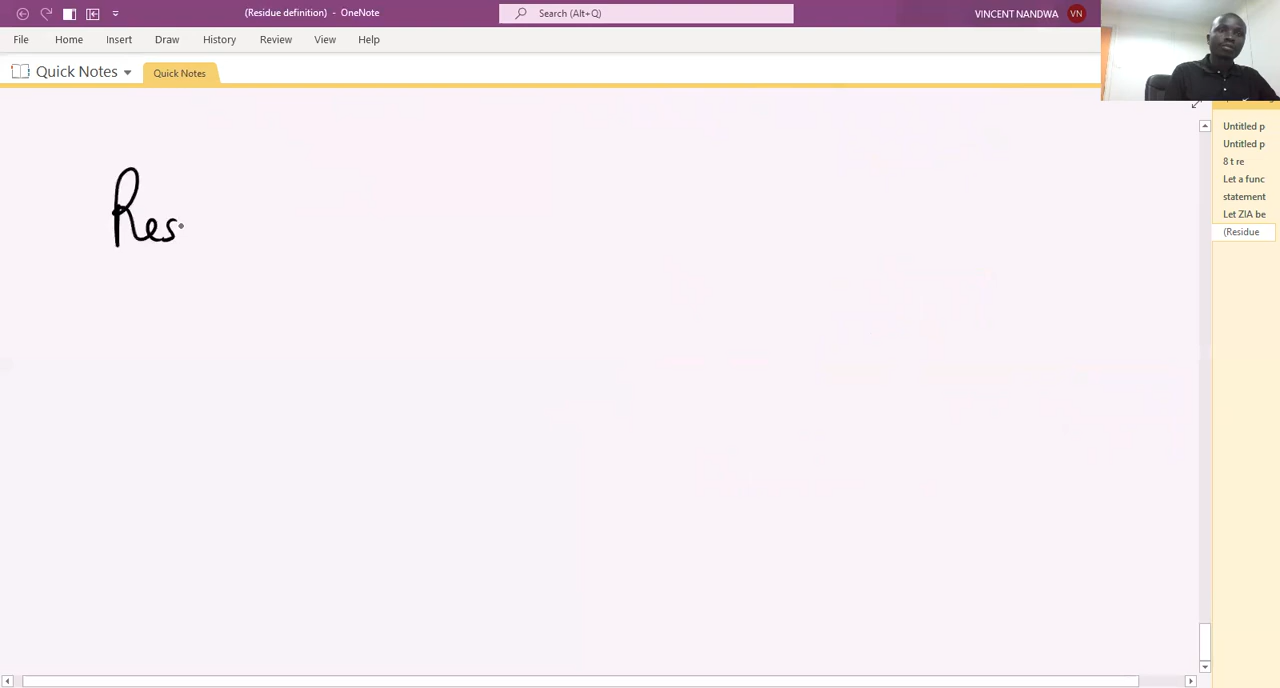 (Residue definition) - OneNote
Search (Alt+Q)
VINCENT NANDWA
VN
File Home Insert Draw History Review View Help
Quick Notes
Quick Notes
Untitled p
Untitled p
8 t re
Let a func
statement
Let ZIA be
(Residue
Res